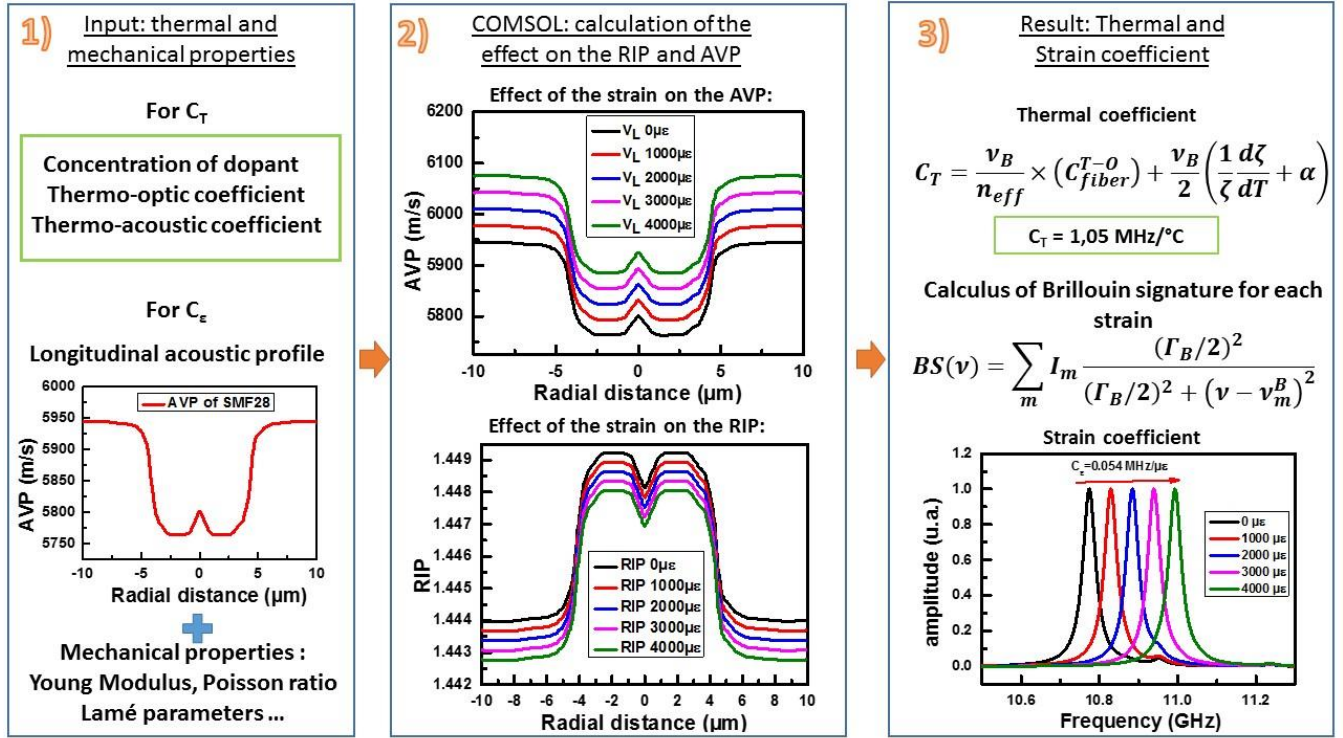 1)
Input: thermal and
mechanical properties
For C_T
Concentration of dopant
Thermo-optic coefficient
Thermo-acoustic coefficient
For C_ε
Longitudinal acoustic profile
6000
5950
5900
5850
5800
5750
AVP (m/s)
AVP of SMF28
-10
-5
0
5
10
Radial distance (µm)
Mechanical properties :
Young Modulus, Poisson ratio
Lamé parameters ...
2)
COMSOL: calculation of the
effect on the RIP and AVP
Effect of the strain on the AVP:
6200
6100
6000
5900
5800
AVP (m/s)
V_L 0µε
V_L 1000µε
V_L 2000µε
V_L 3000µε
V_L 4000µε
-10
-5
0
5
10
Radial distance (µm)
Effect of the strain on the RIP:
1.449
1.448
1.447
1.446
1.445
1.444
1.443
1.442
RIP
RIP 0µε
RIP 1000µε
RIP 2000µε
RIP 3000µε
RIP 4000µε
-10 -8 -6 -4 -2 0 2 4 6 8 10
Radial distance (µm)
3)
Result: Thermal and
Strain coefficient
Thermal coefficient
C_T = ν_B/n_eff × (C_fiber^T−O) + ν_B/2 (1/ζ dζ/dT + α)
C_T = 1,05 MHz/°C
Calculus of Brillouin signature for each
strain
BS(ν) = ∑_m I_m (Γ_B/2)² / ((Γ_B/2)² + (ν − ν_m^B)²)
Strain coefficient
C_ε=0.054 MHz/µε
1.0
0.8
0.6
0.4
0.2
0.0
amplitude (u.a.)
0 µε
1000 µε
2000 µε
3000 µε
4000 µε
10.6
10.8
11.0
11.2
Frequency (GHz)